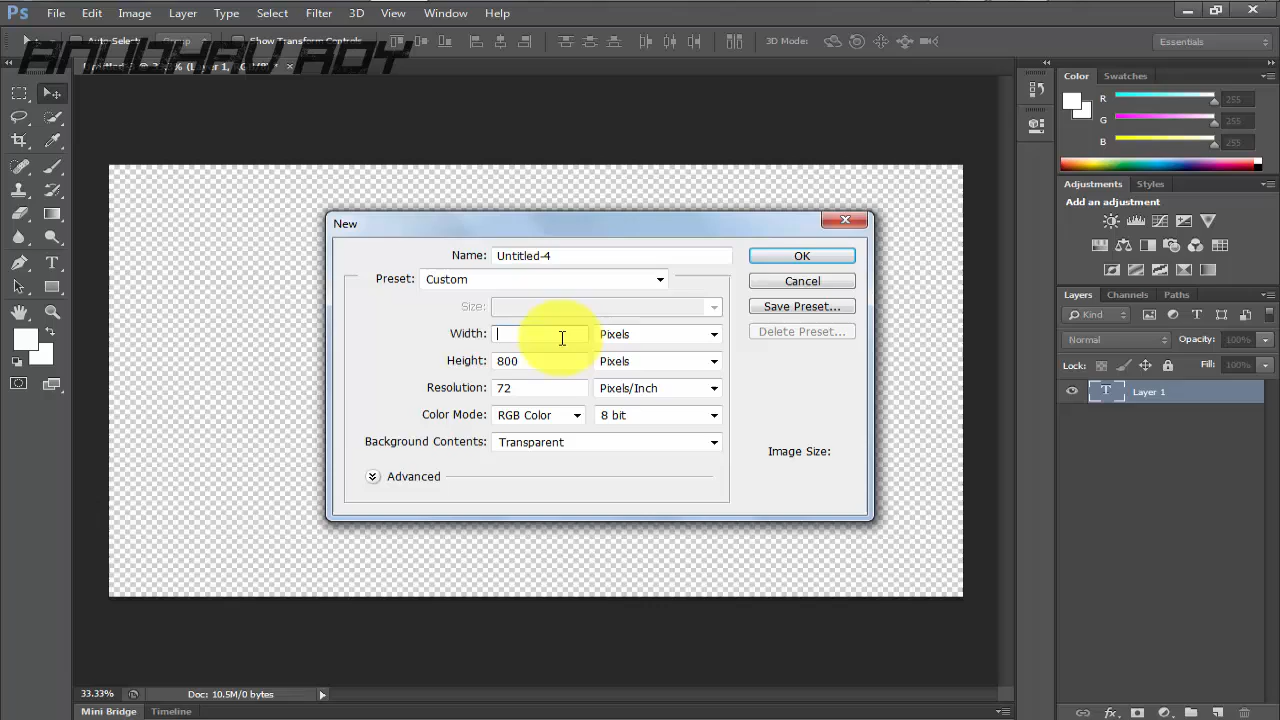 Ps File Edit Image Layer Type Select Filter 3D View Window Help
Auto-Select: Group Show Transform Controls 3D Mode: Essentials
ANUBHAV ROY
Color Swatches
R 255
G 255
B 255
Adjustments Styles
Add an adjustment
New
Name: Untitled-4 OK
Preset: Custom Cancel
Size: Save Preset...
Width: Pixels Delete Preset...
Height: 800 Pixels
Resolution: 72 Pixels/Inch
Color Mode: RGB Color 8 bit
Background Contents: Transparent
Image Size:
Advanced
Layers Channels Paths
Kind
Normal Opacity: 100%
Lock: Fill: 100%
T Layer 1
33.33% Doc: 10.5M/0 bytes
Mini Bridge Timeline
fx